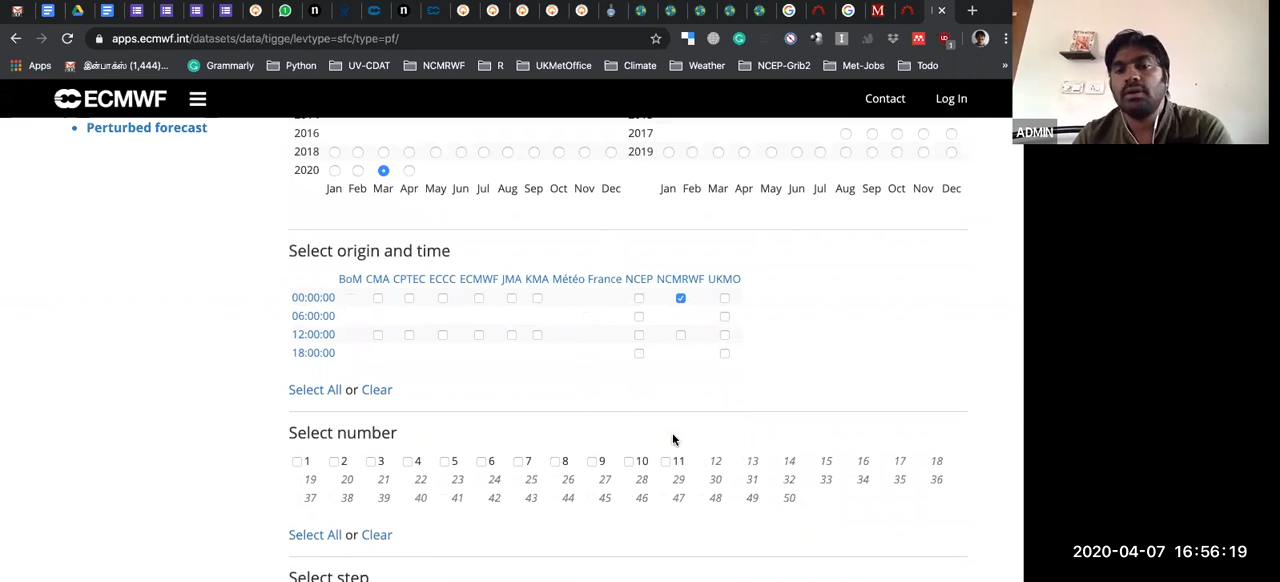 apps.ecmwf.int/datasets/data/tigge/levtype=sfc/type=pf/
Apps இன்பாக்ஸ் (1,444)... Grammarly Python UV-CDAT NCMRWF R UKMetOffice Climate Weather NCEP-Grib2 Met-Jobs Todo »
ECMWF Contact Log In
ADMIN
Perturbed forecast
2016 2017
2018 2019
2020
Jan Feb Mar Apr May Jun Jul Aug Sep Oct Nov Dec Jan Feb Mar Apr May Jun Jul Aug Sep Oct Nov Dec
Select origin and time
BoM CMA CPTEC ECCC ECMWF JMA KMA Météo France NCEP NCMRWF UKMO
00:00:00
06:00:00
12:00:00
18:00:00
Select All or Clear
Select number
1 2 3 4 5 6 7 8 9 10 11 12 13 14 15 16 17 18
19 20 21 22 23 24 25 26 27 28 29 30 31 32 33 34 35 36
37 38 39 40 41 42 43 44 45 46 47 48 49 50
Select All or Clear
Select step
2020-04-07 16:56:19